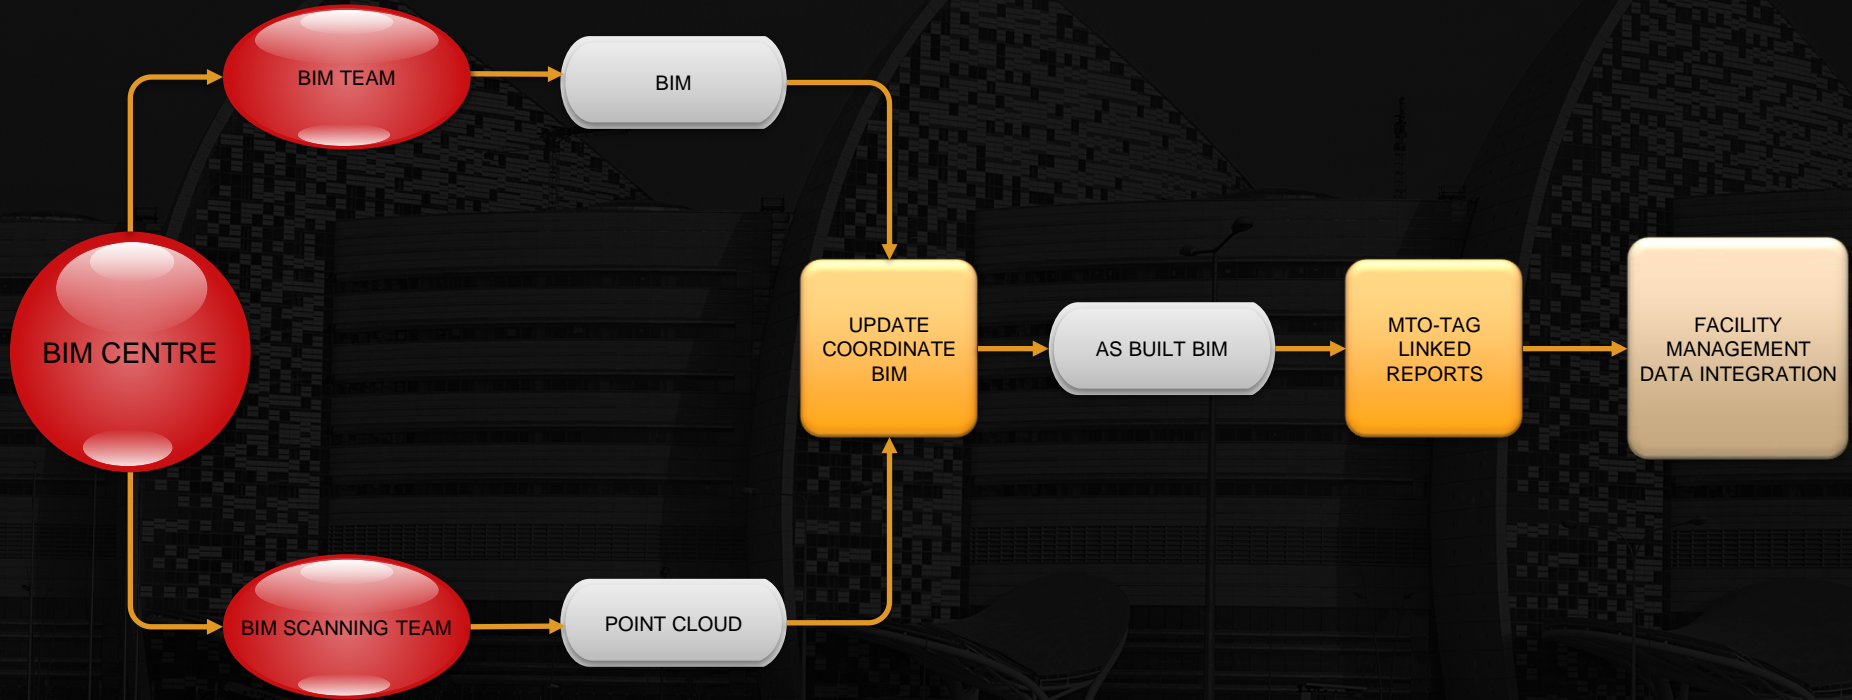 BIM TEAM
BIM
BIM CENTRE
UPDATE
COORDINATE
BIM
AS BUILT BIM
MTO-TAG
LINKED
REPORTS
FACILITY
MANAGEMENT
DATA INTEGRATION
BIM SCANNING TEAM
POINT CLOUD